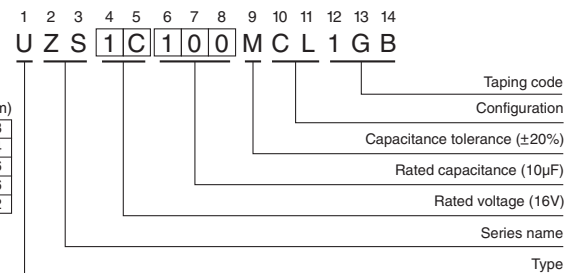 1 2 3 4 5 6 7 8 9 10 11 12 13 14
U Z S 1 C 1 0 0 M C L 1 G B
Taping code
Configuration
Capacitance tolerance (±20%)
Rated capacitance (10µF)
Rated voltage (16V)
Series name
Type